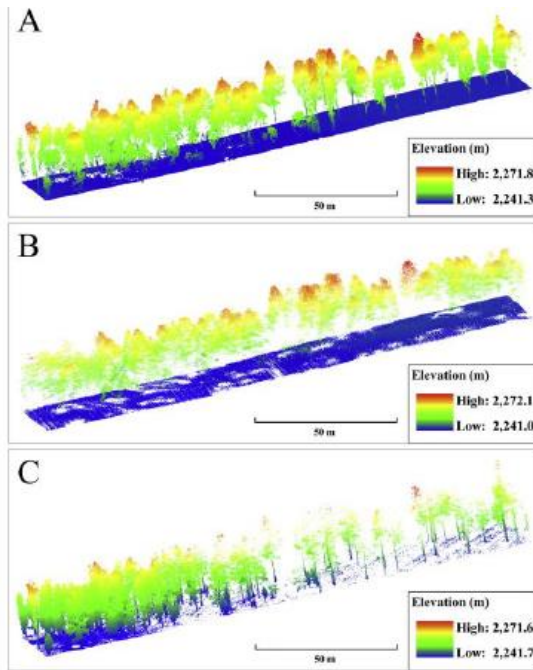 A
Elevation (m)
High: 2,271.8
Low: 2,241.3
50 m
B
Elevation (m)
High: 2,272.1
Low: 2,241.0
50 m
C
Elevation (m)
High: 2,271.6
Low: 2,241.7
50 m